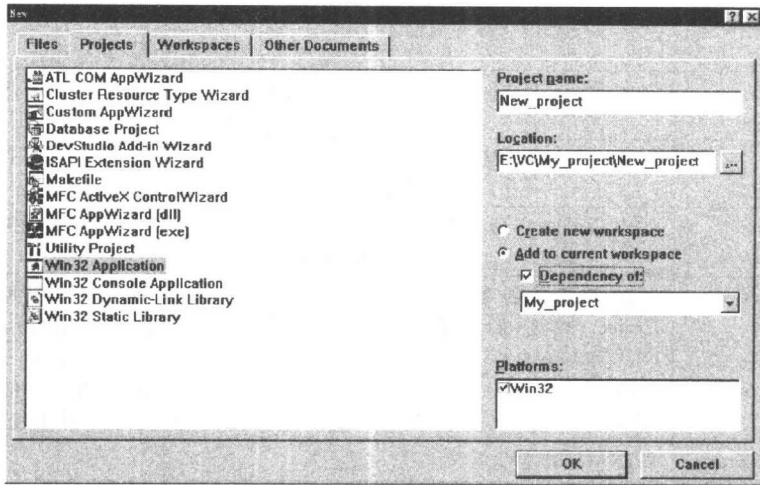 New
Files Projects Workspaces Other Documents
ATL COM AppWizard
Cluster Resource Type Wizard
Custom AppWizard
Database Project
DevStudio Add-in Wizard
ISAPI Extension Wizard
Makefile
MFC ActiveX ControlWizard
MFC AppWizard (dll)
MFC AppWizard (exe)
Utility Project
Win32 Application
Win32 Console Application
Win32 Dynamic-Link Library
Win32 Static Library
Project name:
New_project
Location:
E:\VC\My_project\New_project
...
Create new workspace
Add to current workspace
Dependency of:
My_project
Platforms:
Win32
OK Cancel